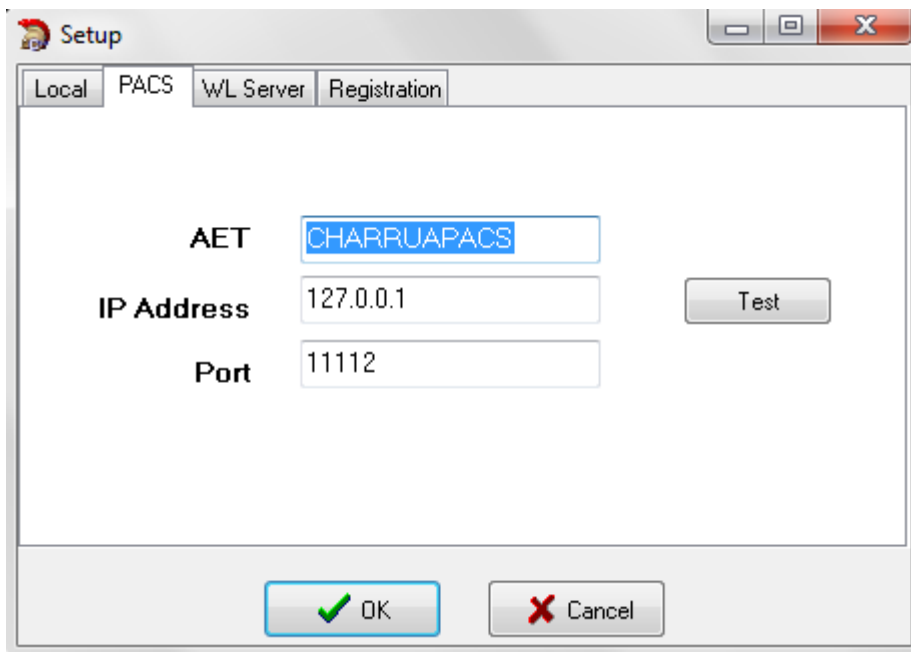 Setup
Local PACS WL Server Registration
AET CHARRUAPACS
IP Address 127.0.0.1 Test
Port 11112
OK Cancel